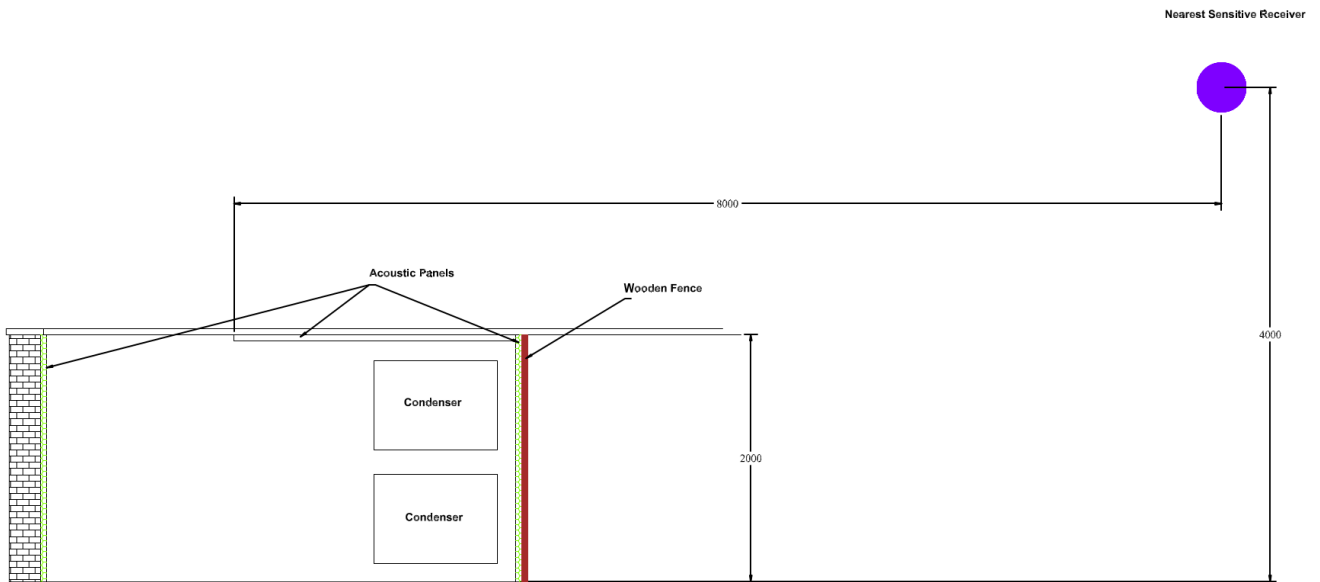 Nearest Sensitive Receiver
8000
Acoustic Panels
Wooden Fence
4000
Condenser
2000
Condenser